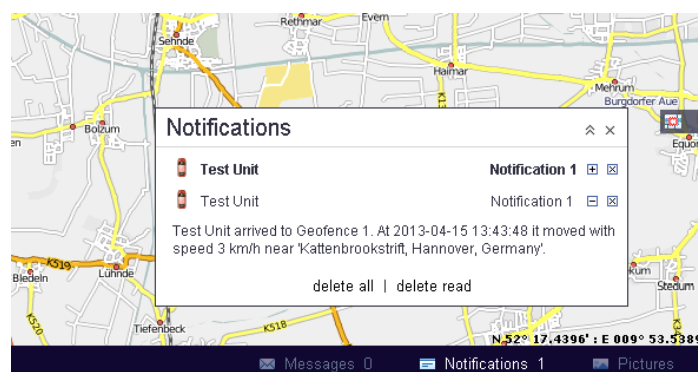 Evern
Rethmar
Sehnde
Haimar
K13
Mehrum
Burgdorfer Aue
Bolzum
Equor
Notifications
Test Unit Notification 1
Test Unit Notification 1
Test Unit arrived to Geofence 1. At 2013-04-15 13:43:48 it moved with
speed 3 km/h near 'Kattenbrookstrift, Hannover, Germany'.
delete all | delete read
K519
Bledeln
Lühnde
kum
Stedum
K520
Tiefenbeck
K518
N 52° 17.4396' : E 009° 53.5389
Messages 0
Notifications 1
Pictures